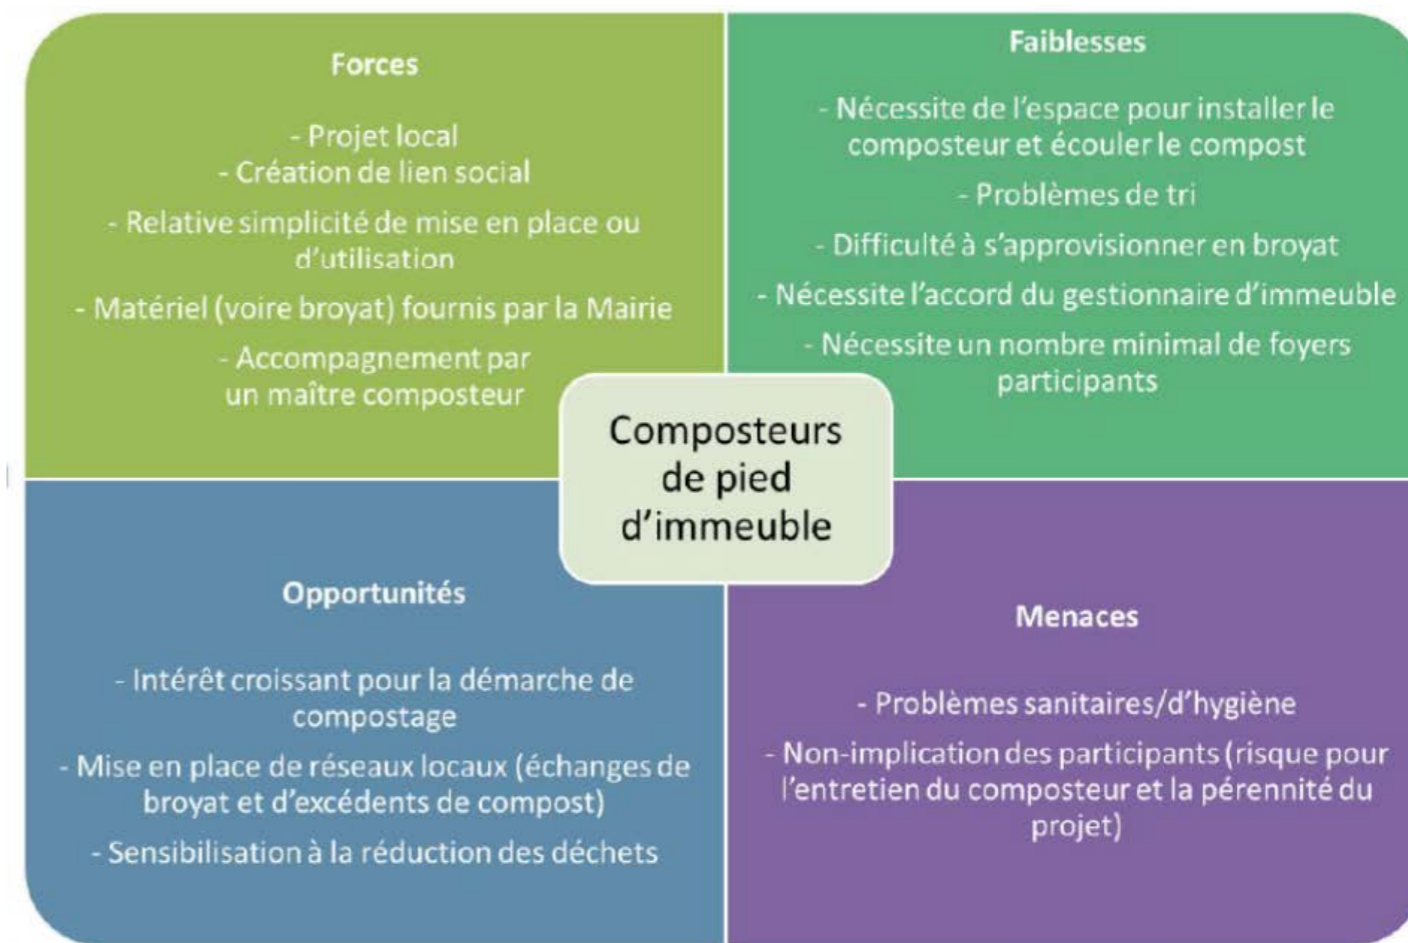 Forces
- Projet local
- Création de lien social
- Relative simplicité de mise en place ou
d'utilisation
- Matériel (voire broyat) fournis par la Mairie
- Accompagnement par
un maître composteur
Faiblesses
- Nécessite de l'espace pour installer le
composteur et écouler le compost
- Problèmes de tri
- Difficulté à s'approvisionner en broyat
- Nécessite l'accord du gestionnaire d'immeuble
- Nécessite un nombre minimal de foyers
participants
Composteurs
de pied
d'immeuble
Opportunités
- Intérêt croissant pour la démarche de
compostage
- Mise en place de réseaux locaux (échanges de
broyat et d'excédents de compost)
- Sensibilisation à la réduction des déchets
Menaces
- Problèmes sanitaires/d'hygiène
- Non-implication des participants (risque pour
l'entretien du composteur et la pérennité du
projet)